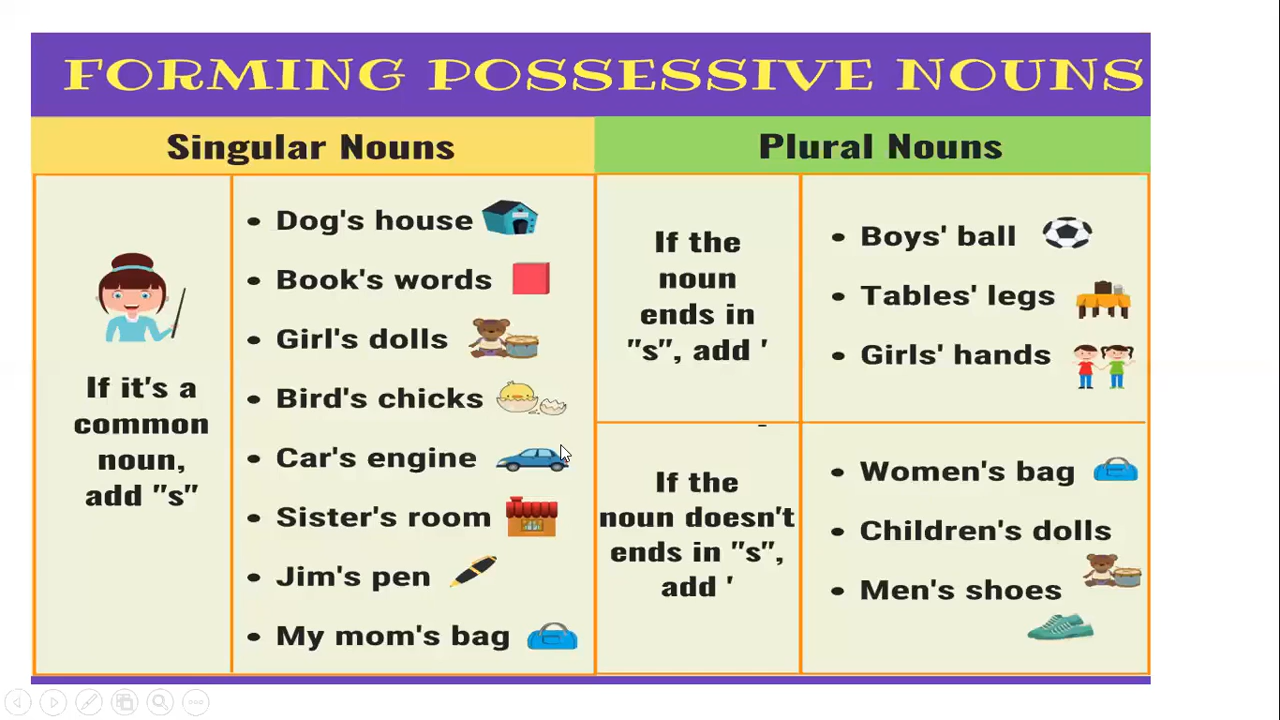 FORMING POSSESSIVE NOUNS
Singular Nouns
If it's a
common
noun,
add "s"
• Dog's house
• Book's words
• Girl's dolls
• Bird's chicks
• Car's engine
• Sister's room
• Jim's pen
• My mom's bag
Plural Nouns
If the
noun
ends in
"s", add '
• Boys' ball
• Tables' legs
• Girls' hands
If the
noun doesn't
ends in "s",
add '
• Women's bag
• Children's dolls
• Men's shoes